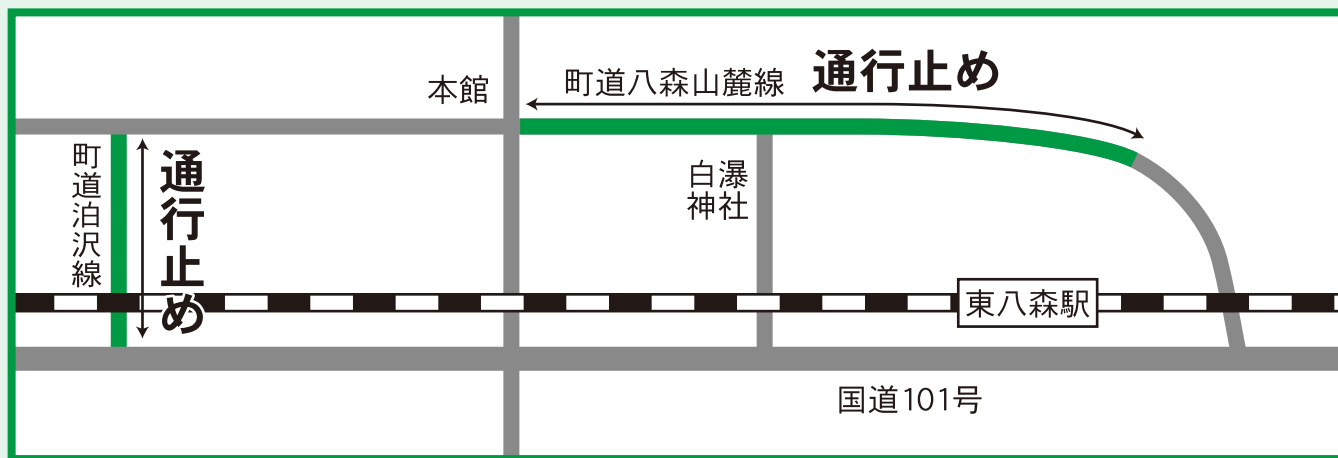 本館
町道八森山麓線
通行止め
町道泊沢線
通行止め
白瀑
神社
東八森駅
国道101号